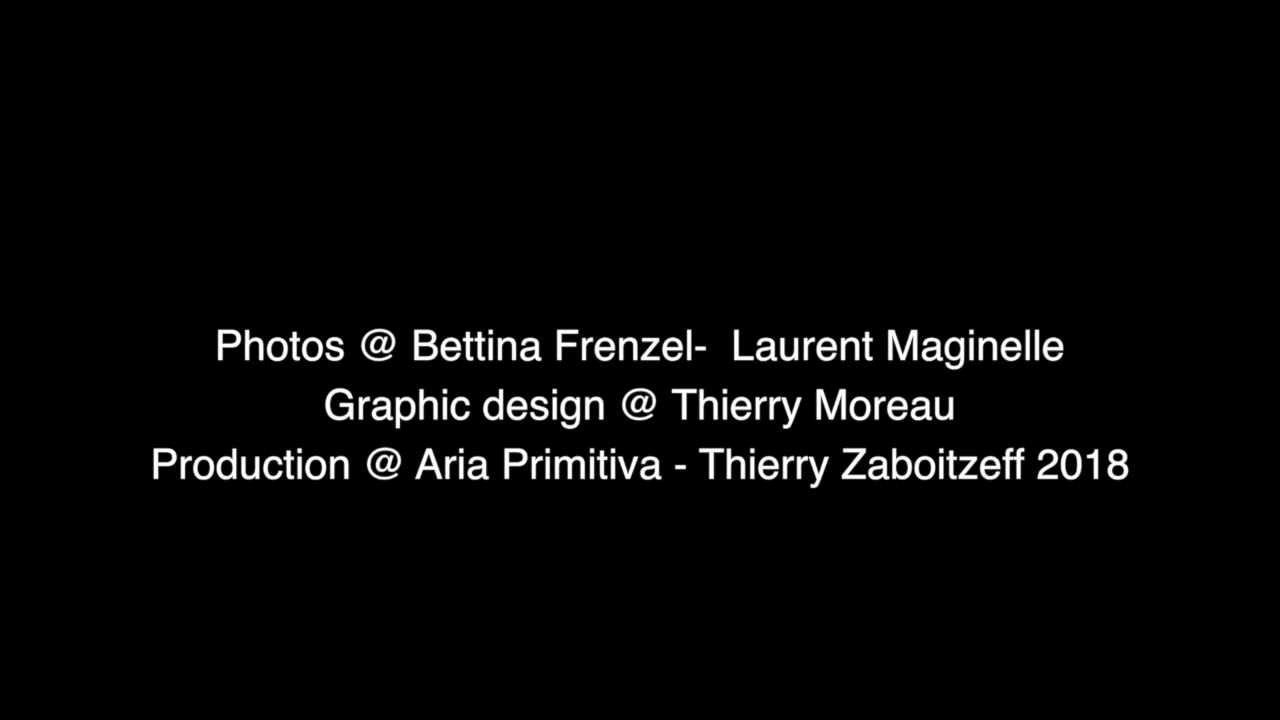 Photos @ Bettina Frenzel-  Laurent Maginelle
Graphic design @ Thierry Moreau
Production @ Aria Primitiva - Thierry Zaboitzeff 2018